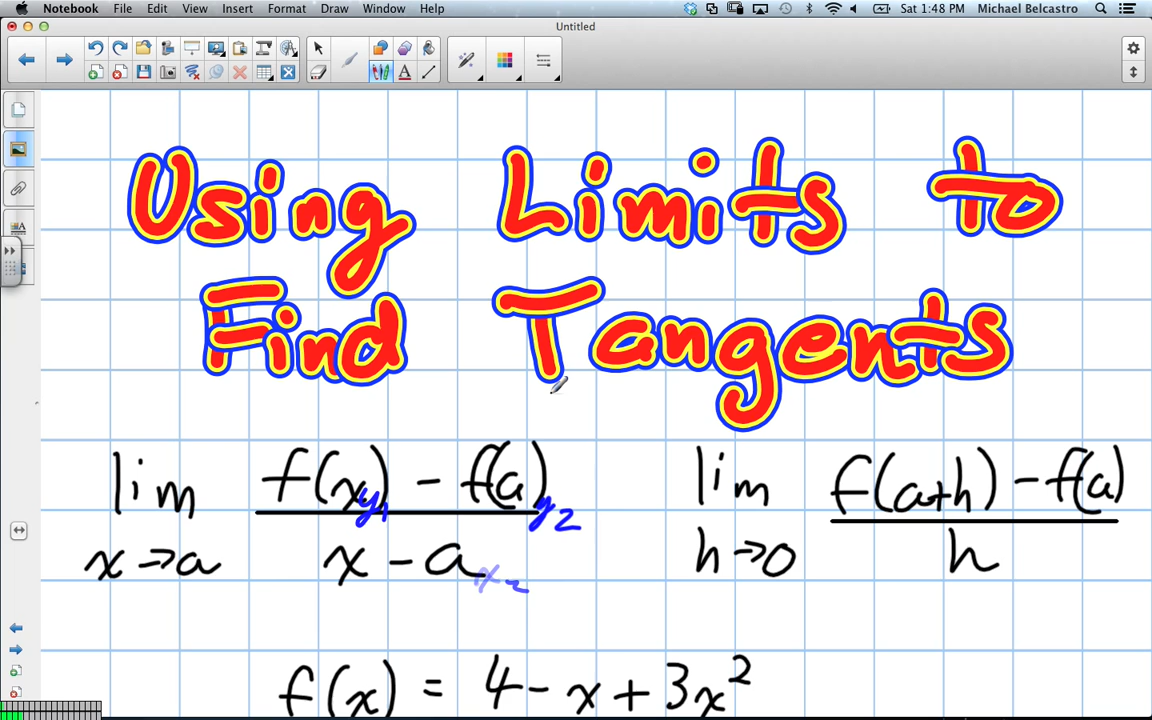 Notebook File Edit View Insert Format Draw Window Help Sat 1:48 PM Michael Belcastro
Untitled
Using Limits to
Find Tangents
lim f(x) - f(a) lim f(a+h) - f(a)
y1 y2
x→a x - a h→0 h
x2
f(x) = 4 - x + 3x²